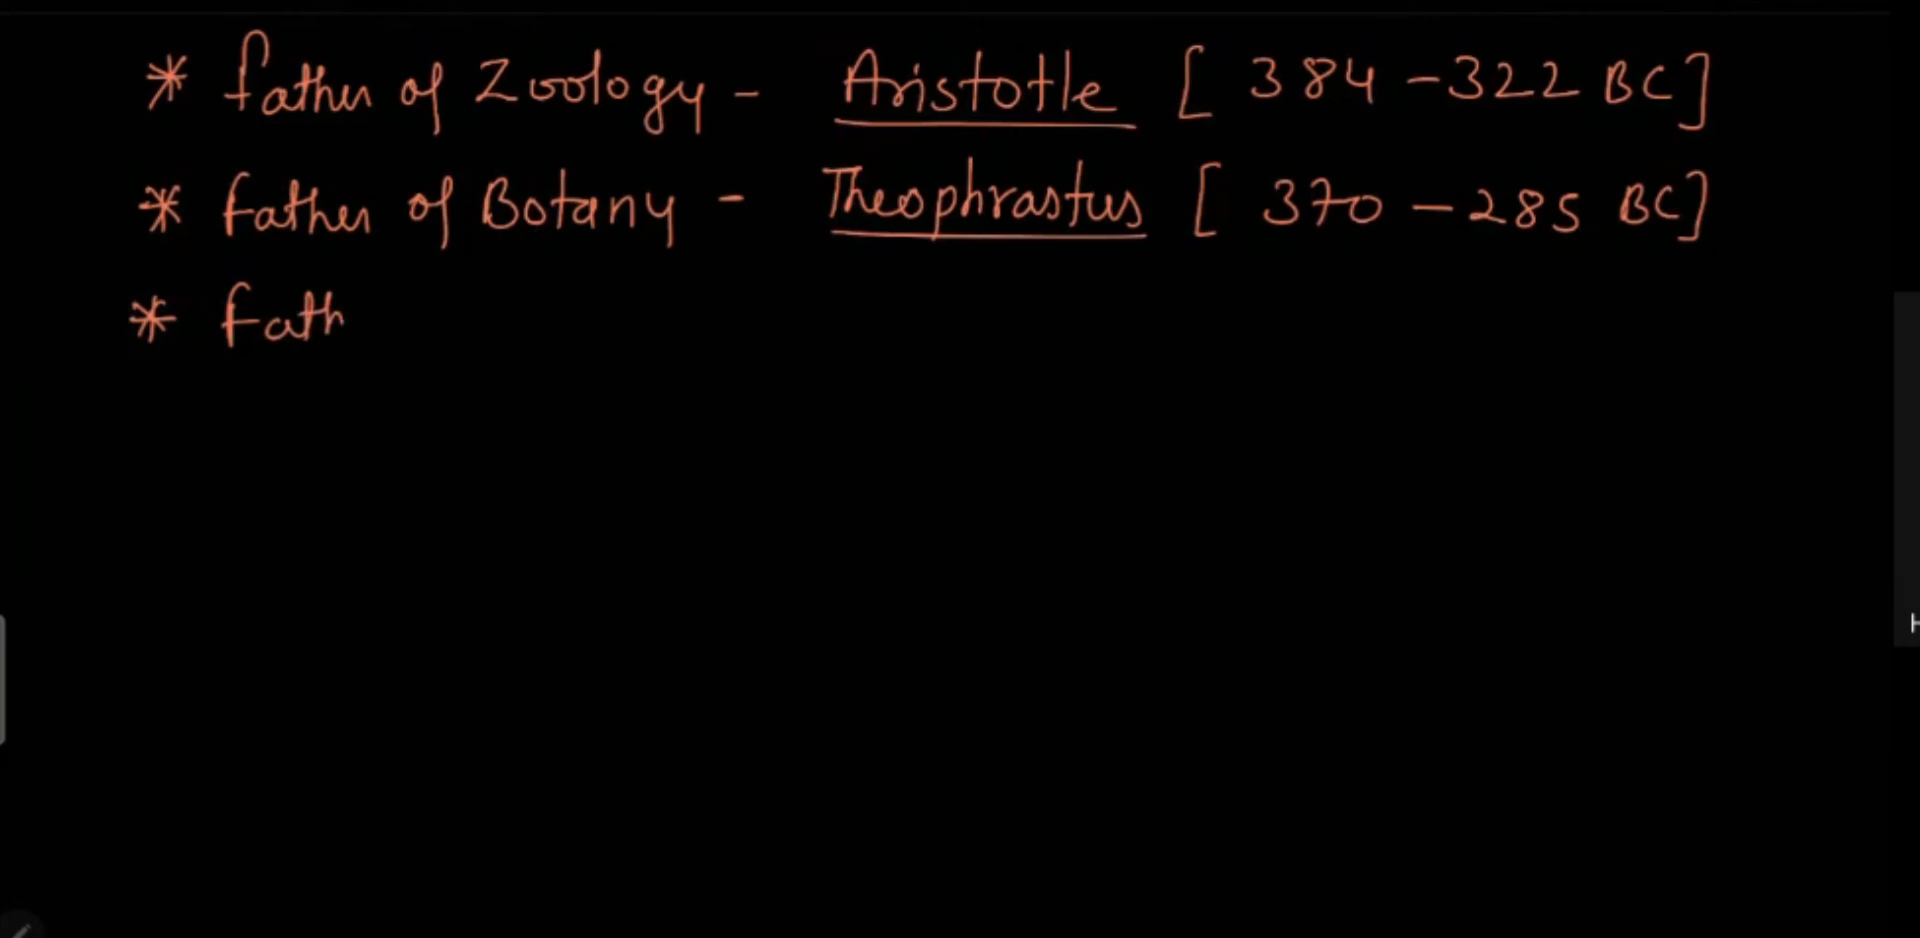 * father of Zoology - Aristotle [ 384 - 322 BC]
* father of Botany - Theophrastus [ 370 - 285 BC]
* fath
H